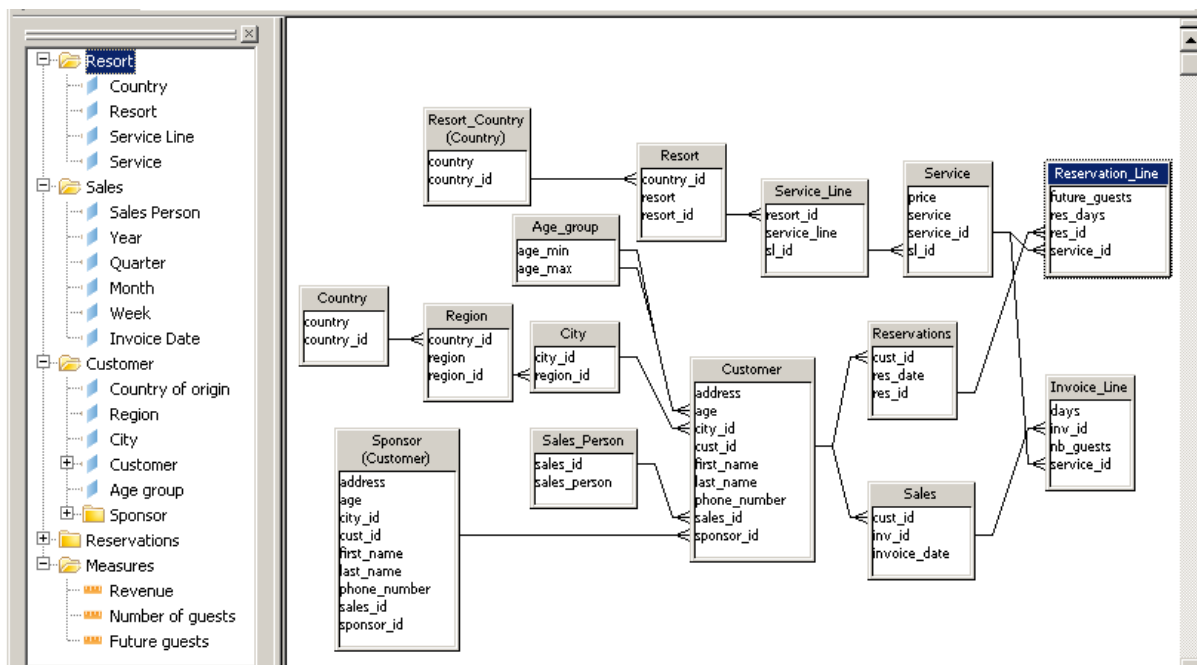 Resort
Country
Resort
Service Line
Service
Sales
Sales Person
Year
Quarter
Month
Week
Invoice Date
Customer
Country of origin
Region
City
Customer
Age group
Sponsor
Reservations
Measures
Revenue
Number of guests
Future guests
Resort_Country
(Country)
country
country_id
Resort
country_id
resort
resort_id
Service_Line
resort_id
service_line
sl_id
Service
price
service
service_id
sl_id
Reservation_Line
future_guests
res_days
res_id
service_id
Age_group
age_min
age_max
Country
country
country_id
Region
country_id
region
region_id
City
city_id
region_id
Customer
address
age
city_id
cust_id
first_name
last_name
phone_number
sales_id
sponsor_id
Reservations
cust_id
res_date
res_id
Invoice_Line
days
inv_id
nb_guests
service_id
Sponsor
(Customer)
address
age
city_id
cust_id
first_name
last_name
phone_number
sales_id
sponsor_id
Sales_Person
sales_id
sales_person
Sales
cust_id
inv_id
invoice_date